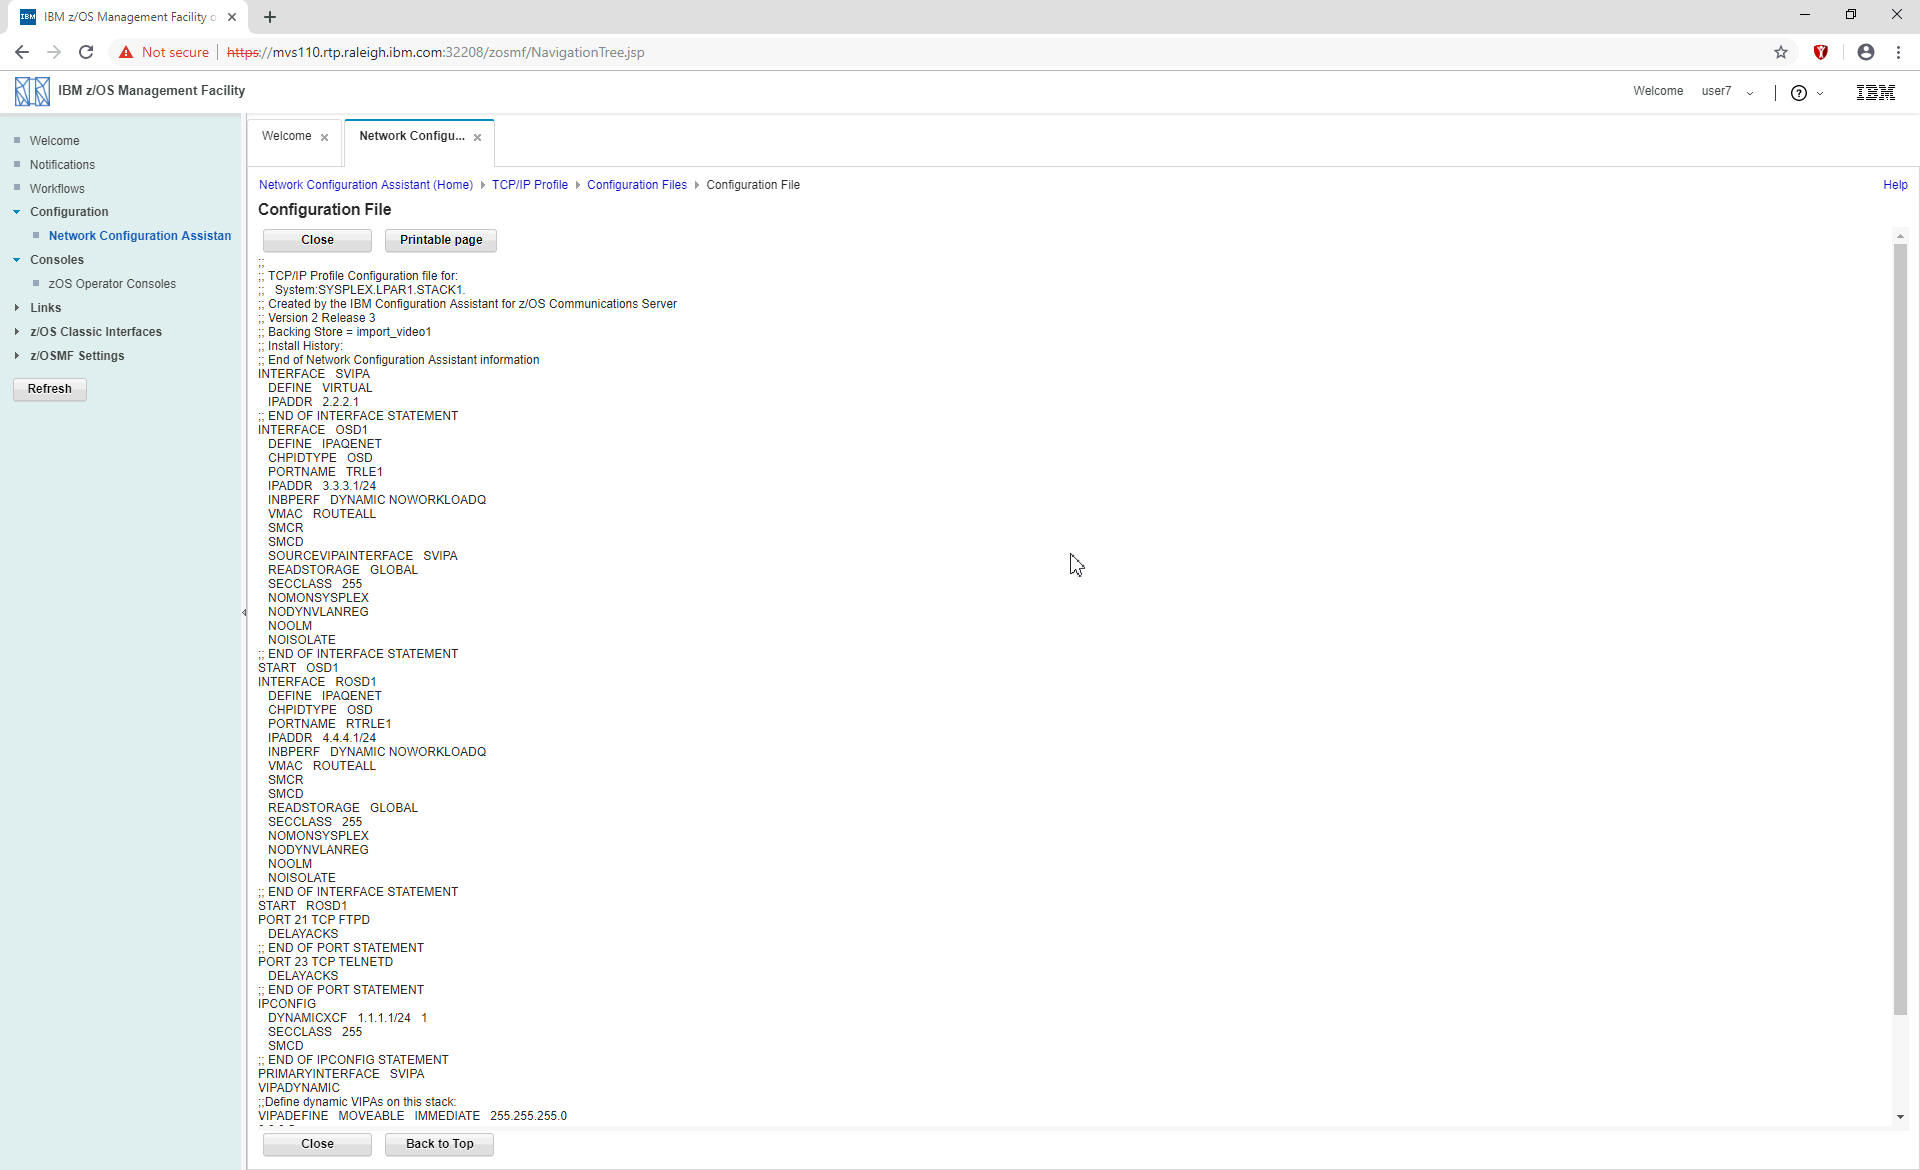 IBM
IBM z/OS Management Facility
Not secure
https://mvs110.rtp.raleigh.ibm.com:32208/zosmf/NavigationTree.jsp
IBM z/OS Management Facility
Welcome user7
?
IBM
Welcome
Notifications
Workflows
Configuration
Network Configuration Assistan
Consoles
zOS Operator Consoles
Links
z/OS Classic Interfaces
z/OSMF Settings
Refresh
Welcome
Network Configu...
Network Configuration Assistant (Home) TCP/IP Profile Configuration Files Configuration File
Help
Configuration File
Close Printable page
;;
;; TCP/IP Profile Configuration file for:
;; System:SYSPLEX.LPAR1.STACK1.
;; Created by the IBM Configuration Assistant for z/OS Communications Server
;; Version 2 Release 3
;; Backing Store = import_video1
;; Install History:
;; End of Network Configuration Assistant information
INTERFACE SVIPA
DEFINE VIRTUAL
IPADDR 2.2.2.1
;; END OF INTERFACE STATEMENT
INTERFACE OSD1
DEFINE IPAQENET
CHPIDTYPE OSD
PORTNAME TRLE1
IPADDR 3.3.3.1/24
INBPERF DYNAMIC NOWORKLOADQ
VMAC ROUTEALL
SMCR
SMCD
SOURCEVIPAINTERFACE SVIPA
READSTORAGE GLOBAL
SECCLASS 255
NOMONSYSPLEX
NODYNVLANREG
NOOLM
NOISOLATE
;; END OF INTERFACE STATEMENT
START OSD1
INTERFACE ROSD1
DEFINE IPAQENET
CHPIDTYPE OSD
PORTNAME RTRLE1
IPADDR 4.4.4.1/24
INBPERF DYNAMIC NOWORKLOADQ
VMAC ROUTEALL
SMCR
SMCD
READSTORAGE GLOBAL
SECCLASS 255
NOMONSYSPLEX
NODYNVLANREG
NOOLM
NOISOLATE
;; END OF INTERFACE STATEMENT
START ROSD1
PORT 21 TCP FTPD
DELAYACKS
;; END OF PORT STATEMENT
PORT 23 TCP TELNETD
DELAYACKS
;; END OF PORT STATEMENT
IPCONFIG
DYNAMICXCF 1.1.1.1/24 1
SECCLASS 255
SMCD
;; END OF IPCONFIG STATEMENT
PRIMARYINTERFACE SVIPA
VIPADYNAMIC
;;Define dynamic VIPAs on this stack:
VIPADEFINE MOVEABLE IMMEDIATE 255.255.255.0
Close Back to Top